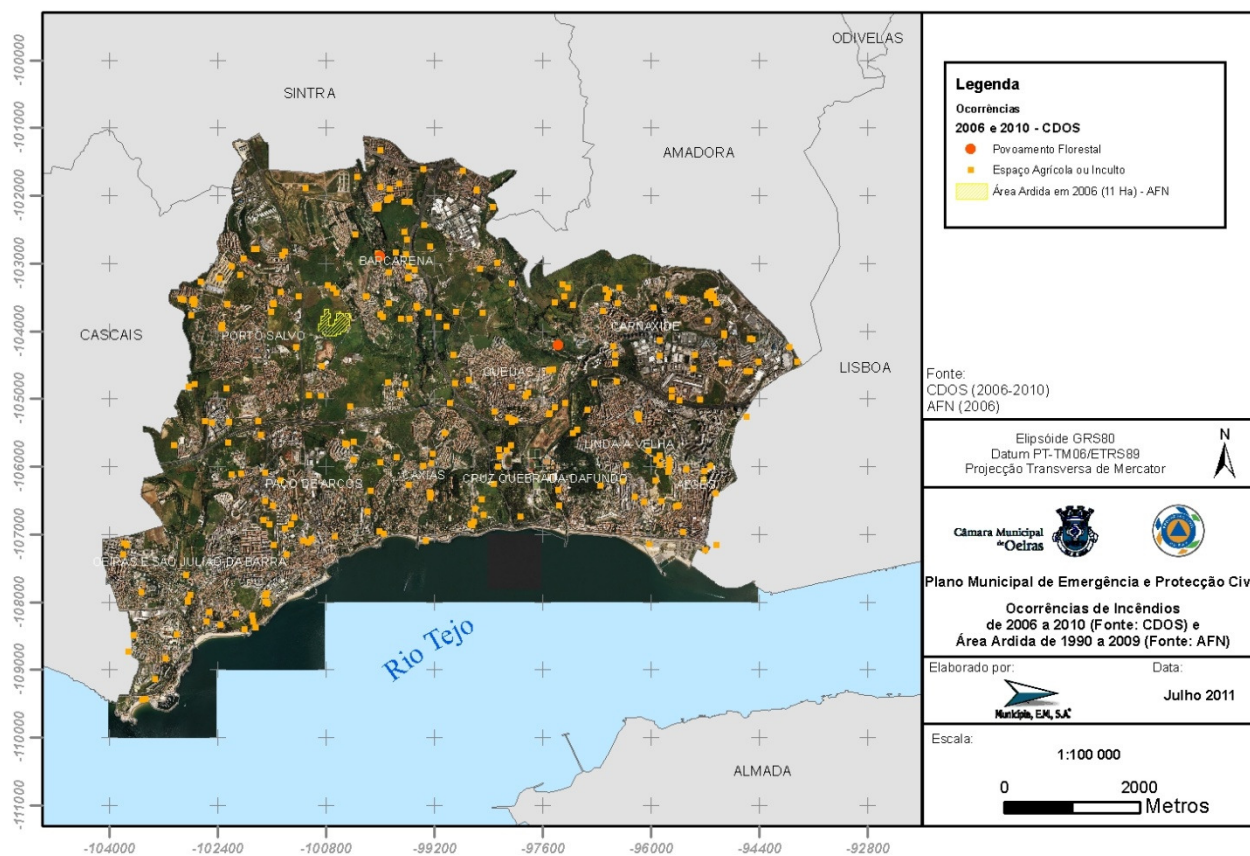 ODIVELAS
SINTRA
AMADORA
BARCARENA
CASCAIS
PORTO SALVO
CARNAXIDE
LISBOA
QUEIJAS
LINDA-A-VELHA
CAXIAS
CRUZ QUEBRADA-DAFUNDO
PAÇO DE ARCOS
ALGÉS
OEIRAS E SÃO JULIÃO DA BARRA
Rio Tejo
ALMADA
-100000
-101000
-102000
-103000
-104000
-105000
-106000
-107000
-108000
-109000
-110000
-111000
-104000
-102400
-100800
-99200
-97600
-96000
-94400
-92800
Legenda
Ocorrências
2006 e 2010 - CDOS
Povoamento Florestal
Espaço Agrícola ou Inculto
Área Ardida em 2006 (11 Ha) - AFN
Fonte:
CDOS (2006-2010)
AFN (2006)
Elipsóide GRS80
Datum PT-TM06/ETRS89
Projecção Transversa de Mercator
N
Câmara Municipal
de Oeiras
Plano Municipal de Emergência e Protecção Civ
Ocorrências de Incêndios
de 2006 a 2010 (Fonte: CDOS) e
Área Ardida de 1990 a 2009 (Fonte: AFN)
Elaborado por:
Data:
Município, E.M, S.A.
Julho 2011
Escala:
1:100 000
0 2000
Metros